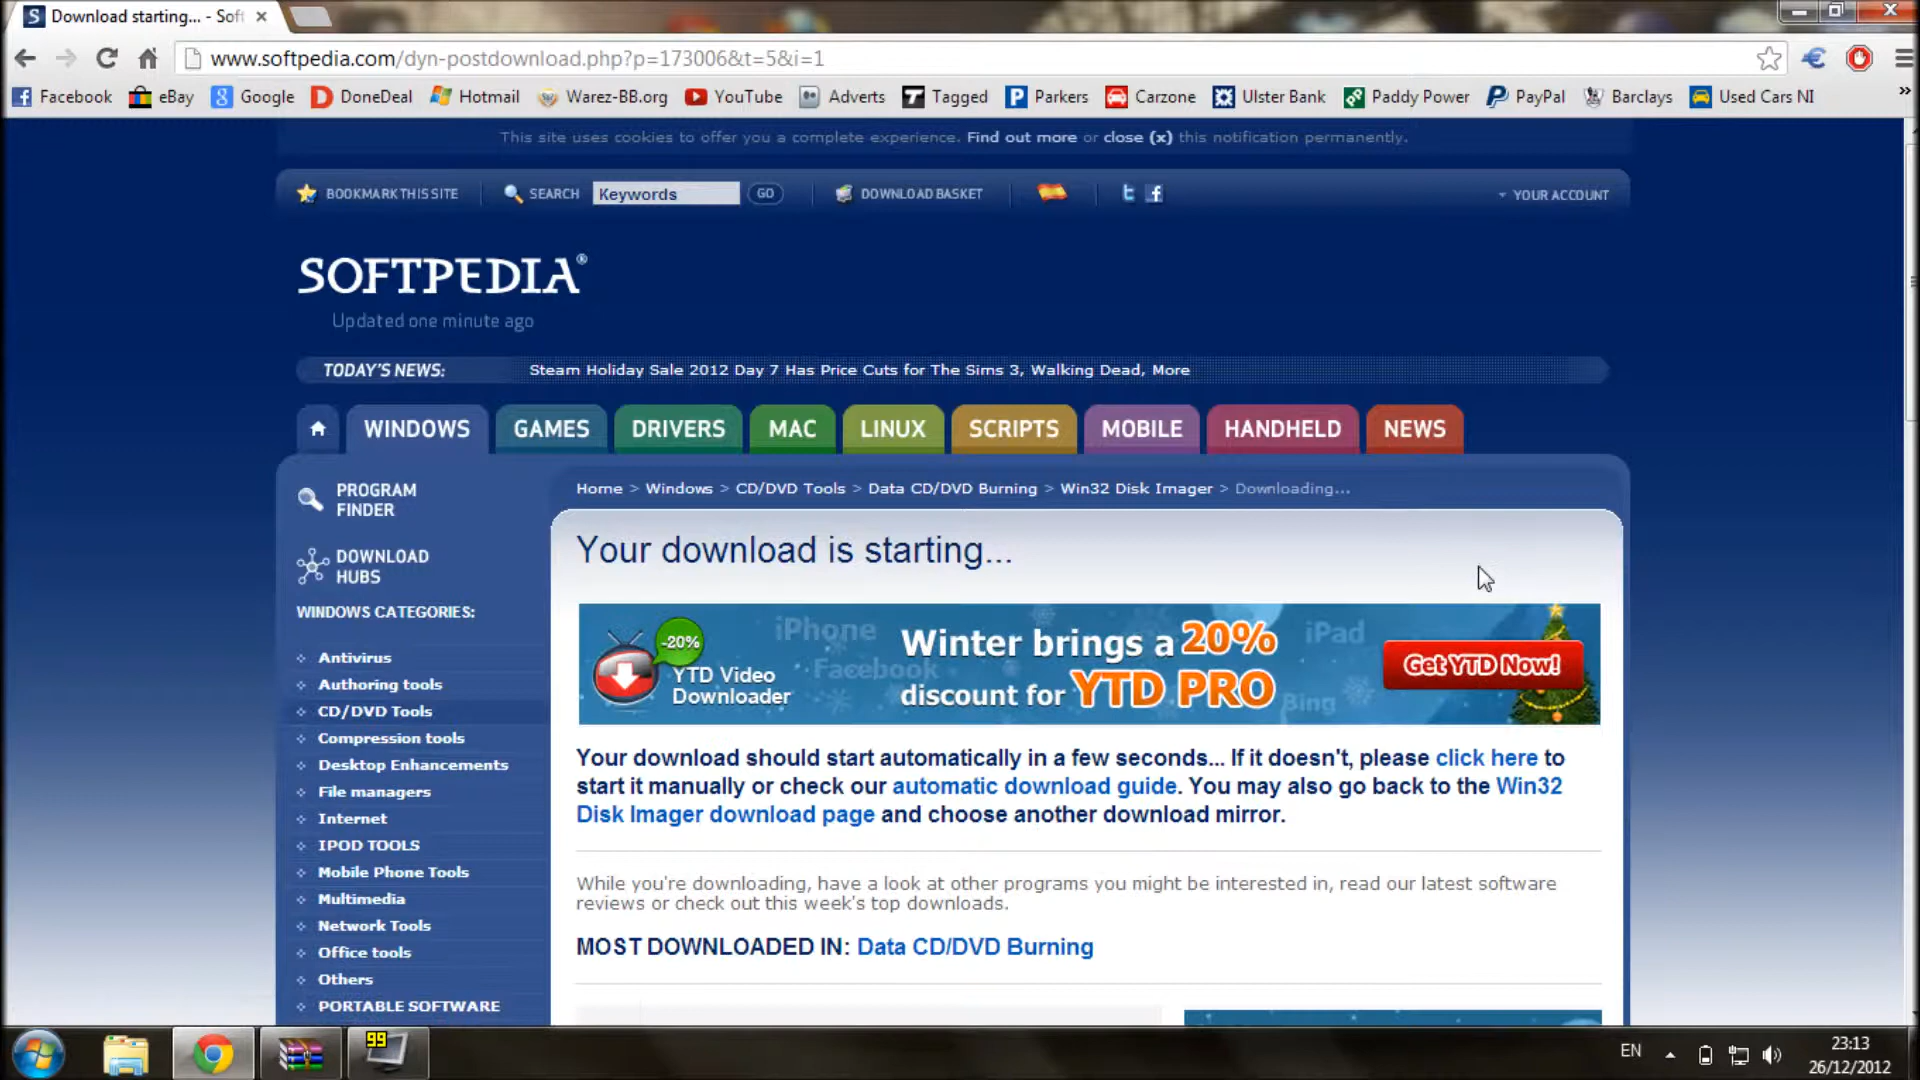 Download starting... - Soft
www.softpedia.com/dyn-postdownload.php?p=173006&t=5&i=1
Facebook eBay Google DoneDeal Hotmail Warez-BB.org YouTube Adverts Tagged Parkers Carzone Ulster Bank Paddy Power PayPal Barclays Used Cars NI
This site uses cookies to offer you a complete experience. Find out more or close (x) this notification permanently.
BOOKMARK THIS SITE SEARCH Keywords GO DOWNLOAD BASKET YOUR ACCOUNT
SOFTPEDIA®
Updated one minute ago
TODAY'S NEWS: Steam Holiday Sale 2012 Day 7 Has Price Cuts for The Sims 3, Walking Dead, More
WINDOWS GAMES DRIVERS MAC LINUX SCRIPTS MOBILE HANDHELD NEWS
PROGRAM
FINDER
DOWNLOAD
HUBS
WINDOWS CATEGORIES:
Antivirus
Authoring tools
CD/DVD Tools
Compression tools
Desktop Enhancements
File managers
Internet
IPOD TOOLS
Mobile Phone Tools
Multimedia
Network Tools
Office tools
Others
PORTABLE SOFTWARE
Home > Windows > CD/DVD Tools > Data CD/DVD Burning > Win32 Disk Imager > Downloading...
Your download is starting...
-20%
YTD Video
Downloader
iPhone
Facebook
Winter brings a 20%
discount for YTD PRO
iPad
Bing
Get YTD Now!
Your download should start automatically in a few seconds... If it doesn't, please click here to
start it manually or check our automatic download guide. You may also go back to the Win32
Disk Imager download page and choose another download mirror.
While you're downloading, have a look at other programs you might be interested in, read our latest software
reviews or check out this week's top downloads.
MOST DOWNLOADED IN: Data CD/DVD Burning
99
EN
23:13
26/12/2012